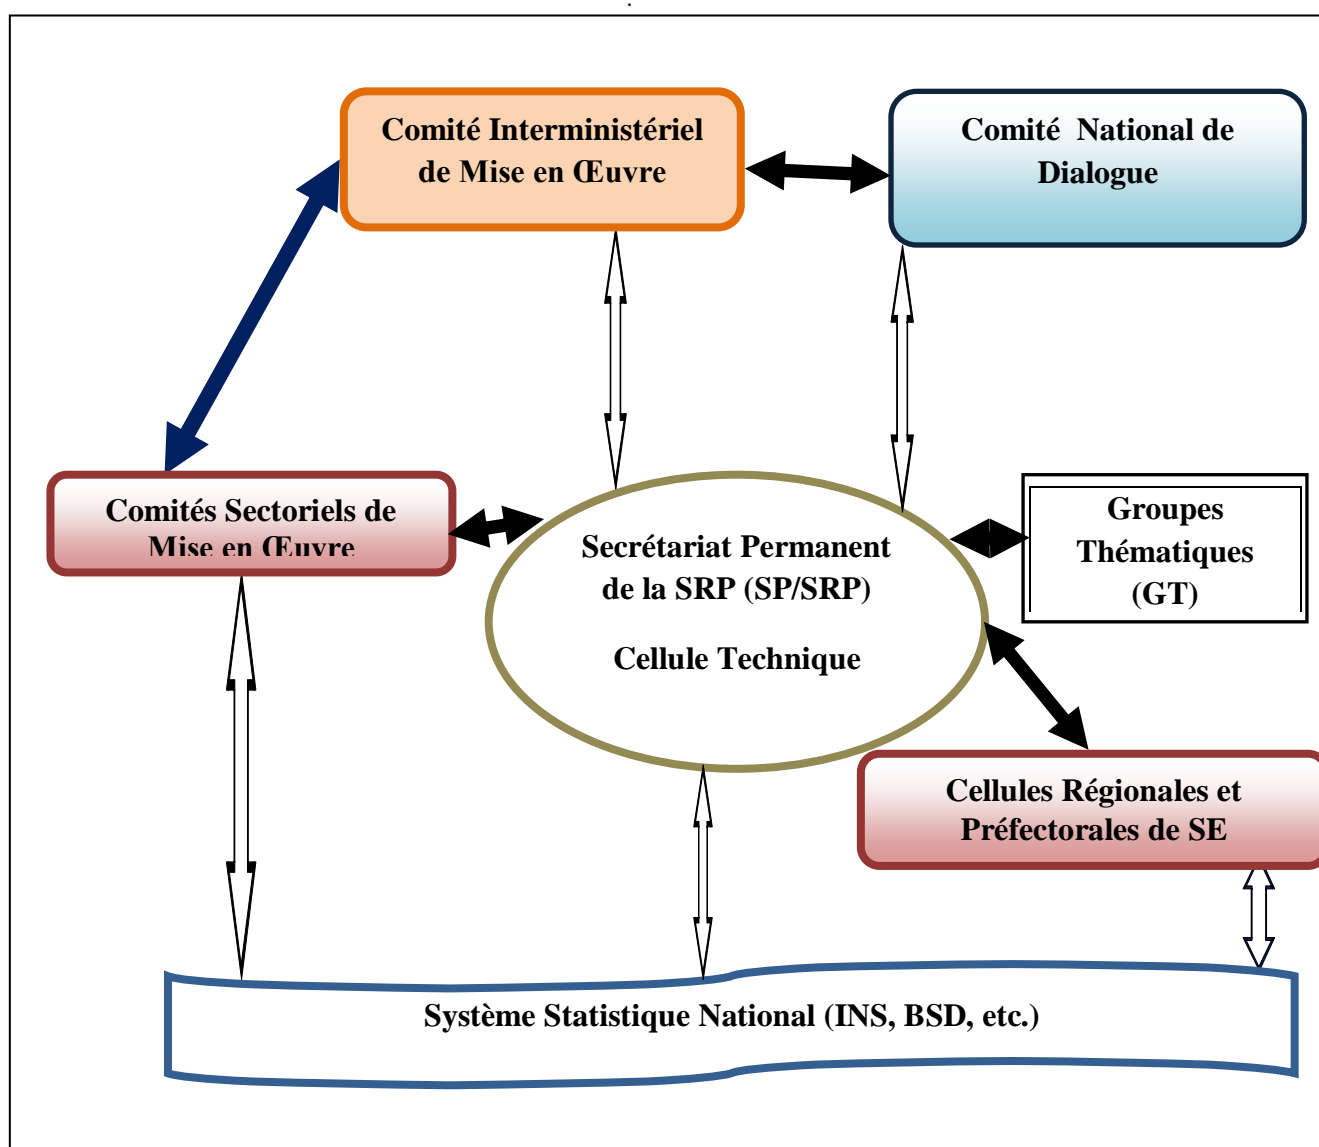 Comité Interministériel
de Mise en Œuvre
Comité National de
Dialogue
Comités Sectoriels de
Mise en Œuvre
Secrétariat Permanent
de la SRP (SP/SRP)
Cellule Technique
Groupes
Thématiques
(GT)
Cellules Régionales et
Préfectorales de SE
Système Statistique National (INS, BSD, etc.)